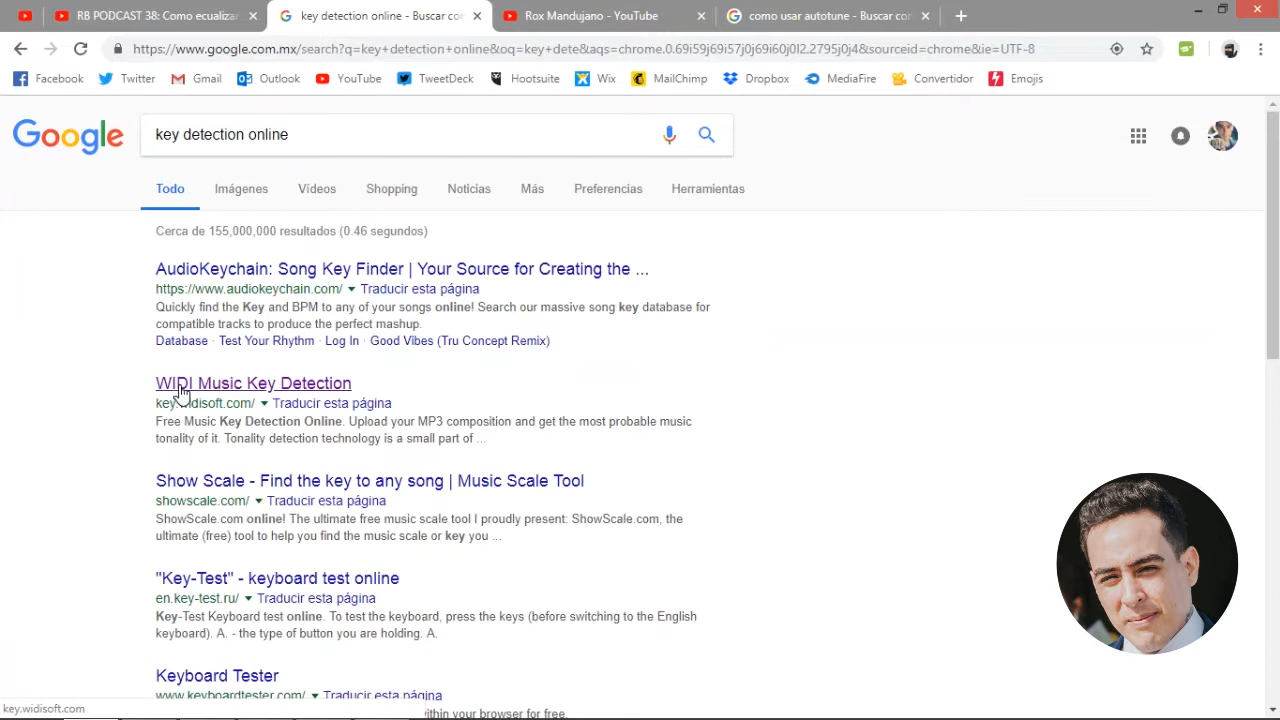 RB PODCAST 38: Como ecualizar
key detection online - Buscar con
Rox Mandujano - YouTube
como usar autotune - Buscar con
https://www.google.com.mx/search?q=key+detection+online&oq=key+dete&aqs=chrome.0.69i59j69i57j0j69i60j0l2.2795j0j4&sourceid=chrome&ie=UTF-8
Facebook Twitter Gmail Outlook YouTube TweetDeck Hootsuite Wix MailChimp Dropbox MediaFire Convertidor Emojis
Google key detection online
Todo Imágenes Vídeos Shopping Noticias Más Preferencias Herramientas
Cerca de 155,000,000 resultados (0.46 segundos)
AudioKeychain: Song Key Finder | Your Source for Creating the ...
https://www.audiokeychain.com/ Traducir esta página
Quickly find the Key and BPM to any of your songs online! Search our massive song key database for
compatible tracks to produce the perfect mashup.
Database · Test Your Rhythm · Log In · Good Vibes (Tru Concept Remix)
WIDI Music Key Detection
key.widisoft.com/ Traducir esta página
Free Music Key Detection Online. Upload your MP3 composition and get the most probable music
tonality of it. Tonality detection technology is a small part of ...
Show Scale - Find the key to any song | Music Scale Tool
showscale.com/ Traducir esta página
ShowScale.com online! The ultimate free music scale tool I proudly present: ShowScale.com, the
ultimate (free) tool to help you find the music scale or key you ...
"Key-Test" - keyboard test online
en.key-test.ru/ Traducir esta página
Key-Test Keyboard test online. To test the keyboard, press the keys (before switching to the English
keyboard). A. - the type of button you are holding. A.
Keyboard Tester
www.keyboardtester.com/ Traducir esta página
within your browser for free.
key.widisoft.com